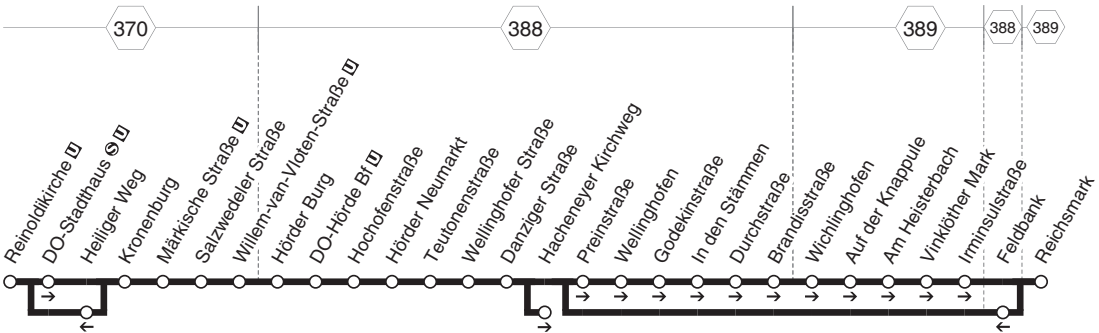 370
388
389
388
389
Reinoldikirche U
DO-Stadthaus S U
Heiliger Weg
Kronenburg
Märkische Straße U
Salzwedeler Straße
Willem-van-Vloten-Straße U
Hörder Burg
DO-Hörde Bf U
Hochofenstraße
Hörder Neumarkt
Teutonenstraße
Wellinghofer Straße
Danziger Straße
Hacheneyer Kirchweg
Preinstraße
Wellinghofen
Godekinstraße
In den Stämmen
Durchstraße
Brandisstraße
Wichlinghofen
Auf der Knappule
Am Heisterbach
Vinklöther Mark
Irminsulstraße
Feldbank
Reichsmark